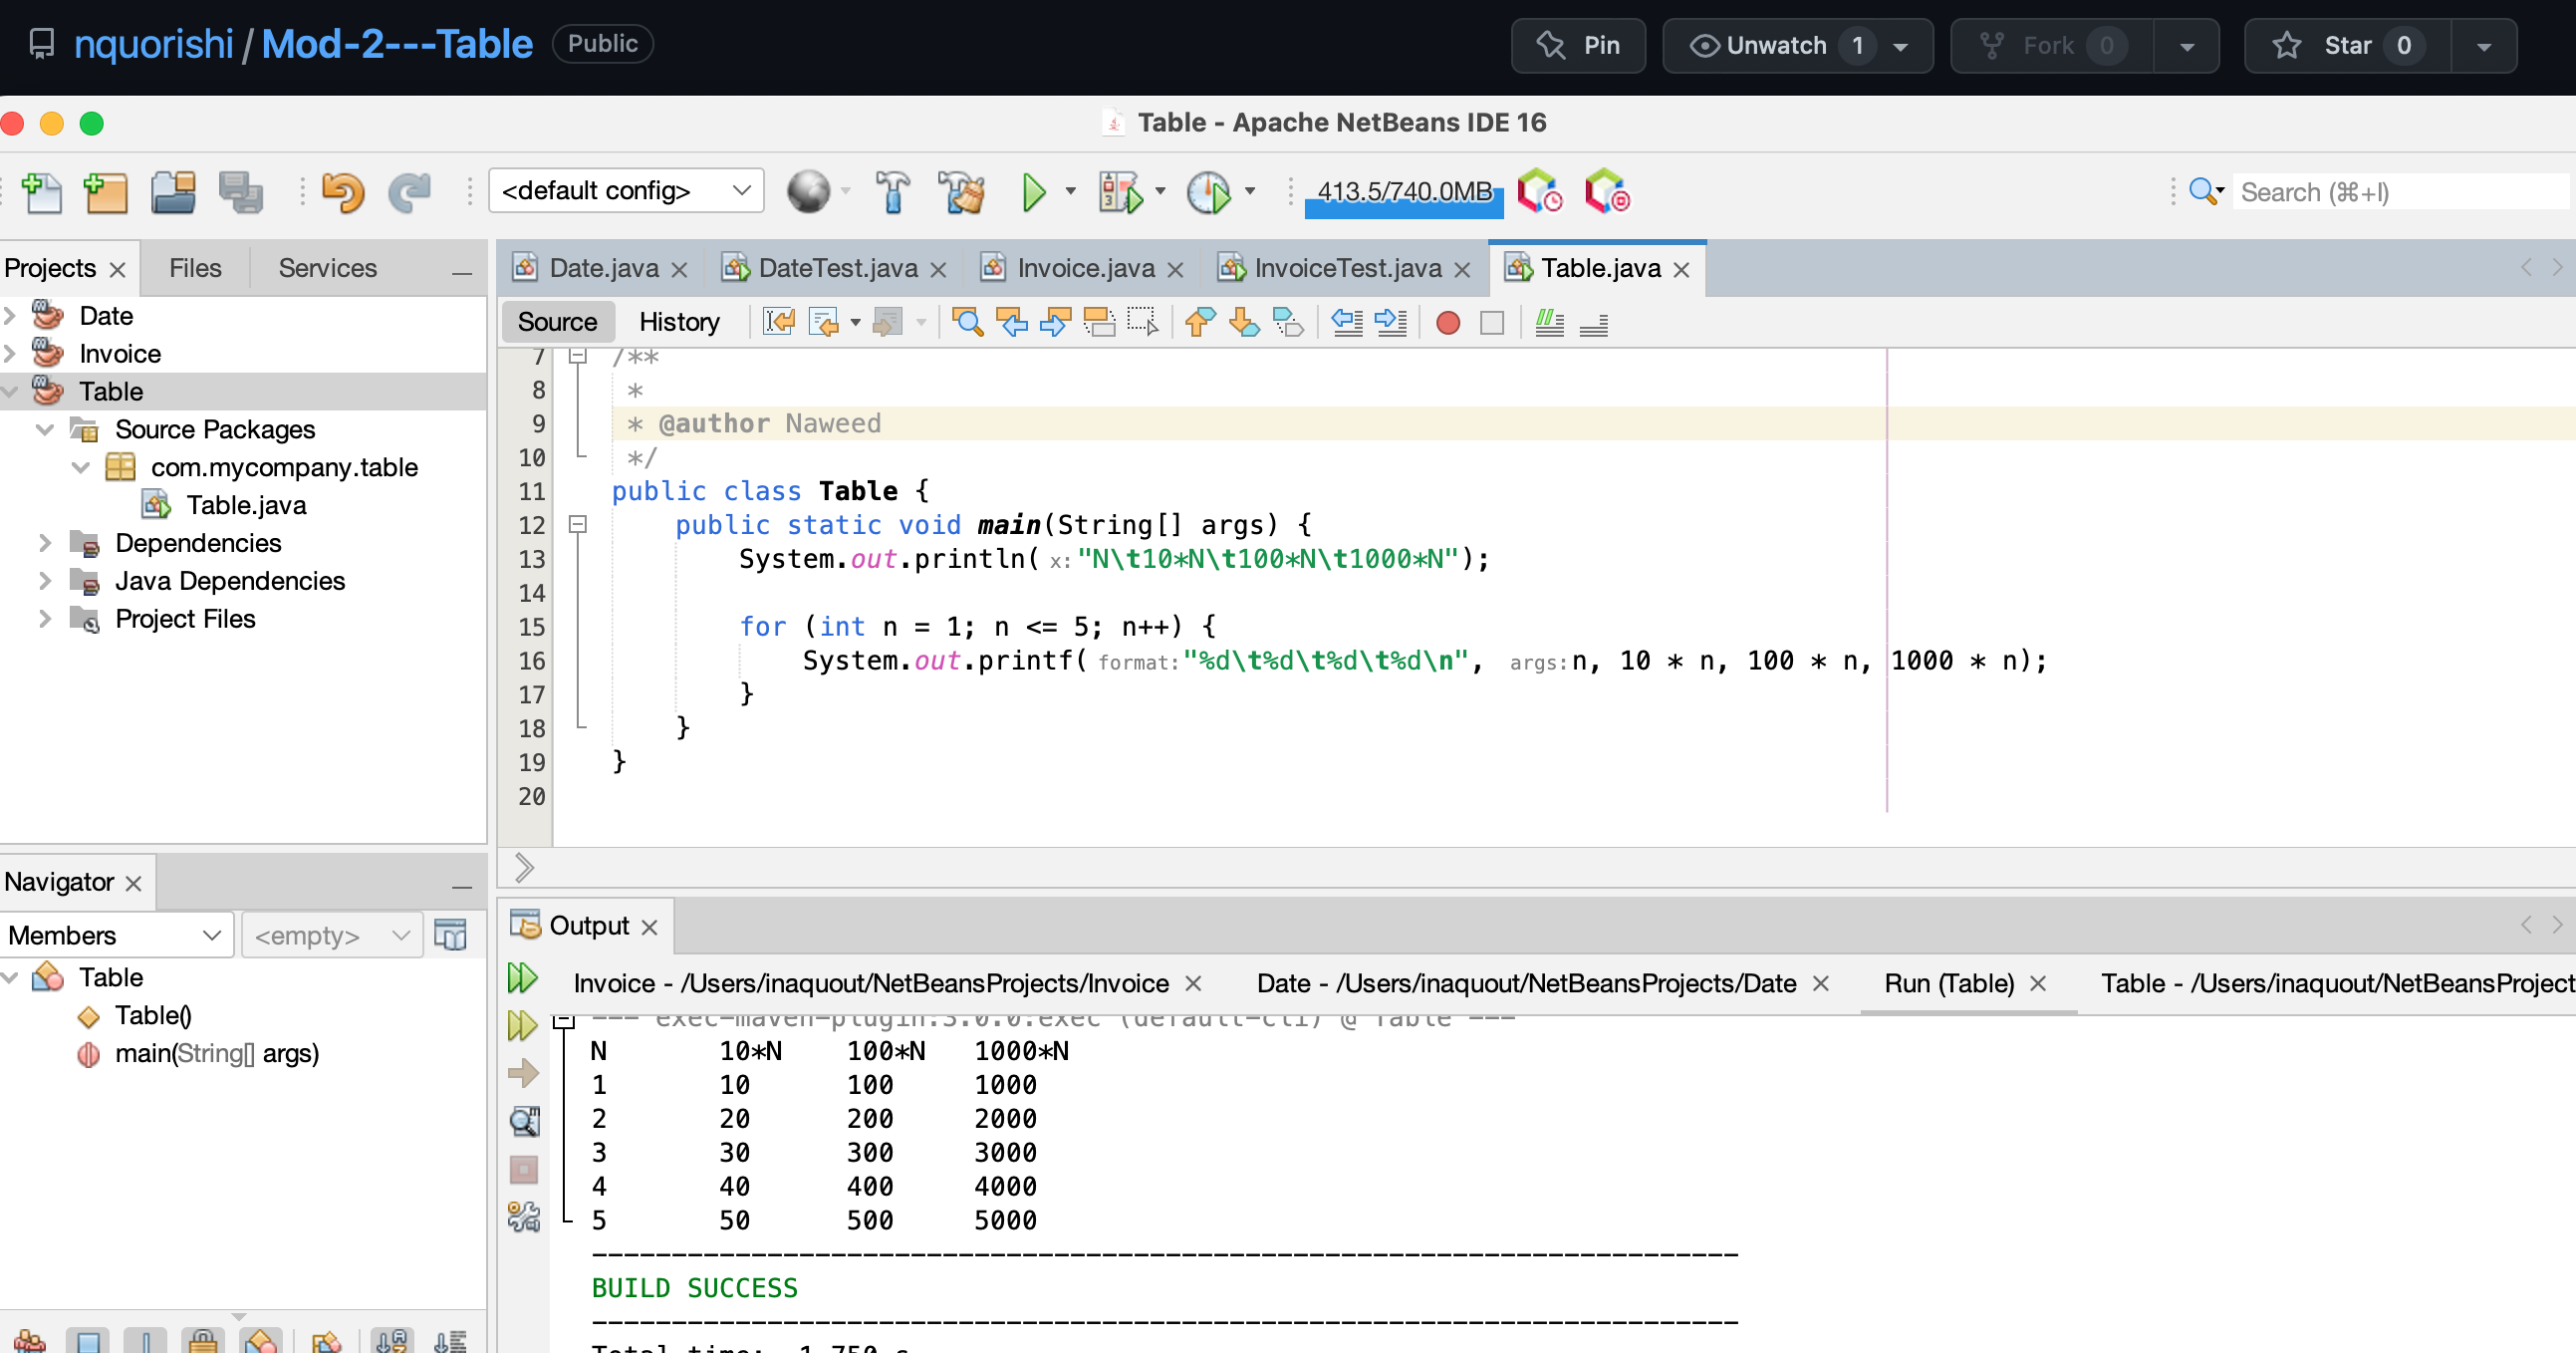 nquorishi / Mod-2---Table Public Pin Unwatch 1 Fork 0 Star 0
Table - Apache NetBeans IDE 16
<default config> 413.5/740.0MB Search (⌘+I)
Projects Files Services
Date
Invoice
Table
Source Packages
com.mycompany.table
Table.java
Dependencies
Java Dependencies
Project Files
Date.java DateTest.java Invoice.java InvoiceTest.java Table.java
Source History
7 /**
8 *
9 * @author Naweed
10 */
11 public class Table {
12 public static void main(String[] args) {
13 System.out.println( x: "N\t10*N\t100*N\t1000*N");
14
15 for (int n = 1; n <= 5; n++) {
16 System.out.printf( format: "%d\t%d\t%d\t%d\n", args: n, 10 * n, 100 * n, 1000 * n);
17 }
18 }
19 }
20
Navigator
Members <empty>
Table
Table()
main(String[] args)
Output
Invoice - /Users/inaquout/NetBeansProjects/Invoice Date - /Users/inaquout/NetBeansProjects/Date Run (Table) Table - /Users/inaquout/NetBeansProject
--- exec-maven-plugin:3.0.0:exec (default-cli) @ Table ---
N 10*N 100*N 1000*N
1 10 100 1000
2 20 200 2000
3 30 300 3000
4 40 400 4000
5 50 500 5000
------------------------------------------------------------------------
BUILD SUCCESS
------------------------------------------------------------------------
Total time: 1.750 s